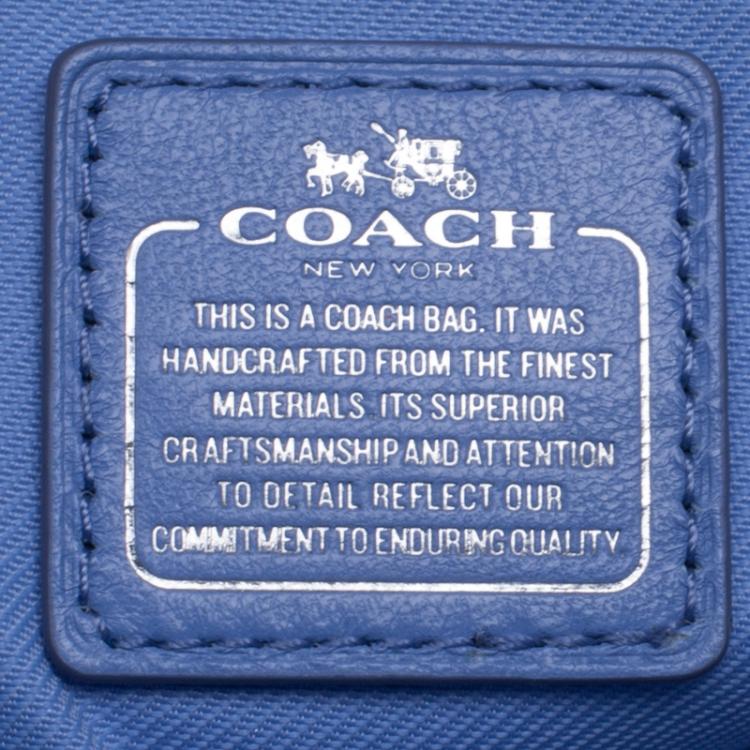 COACH
NEW YORK
THIS IS A COACH BAG. IT WAS
HANDCRAFTED FROM THE FINEST
MATERIALS. ITS SUPERIOR
CRAFTSMANSHIP AND ATTENTION
TO DETAIL REFLECT OUR
COMMITMENT TO ENDURING QUALITY.